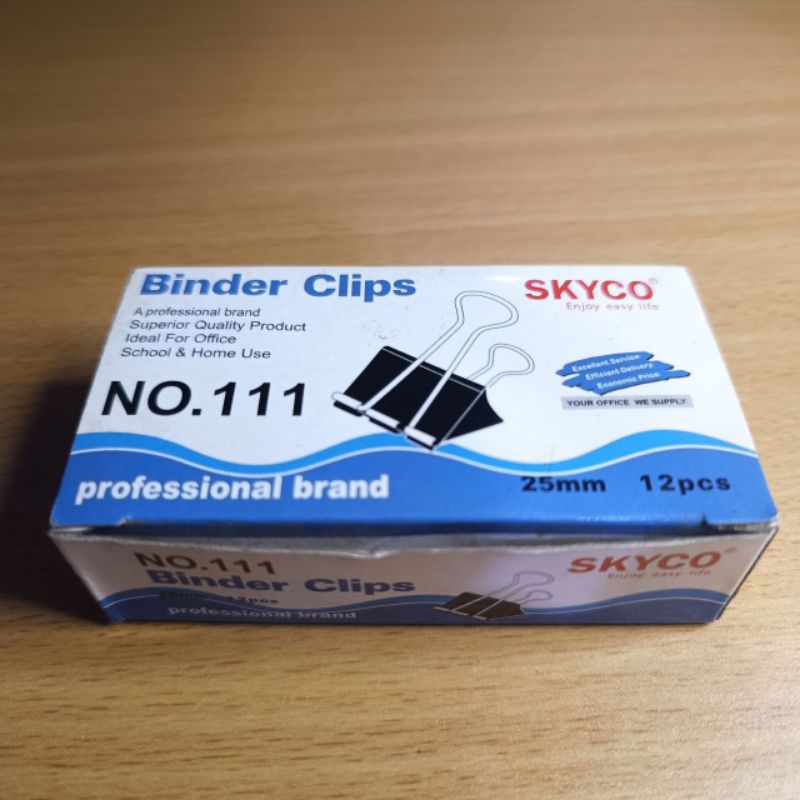 Binder Clips
A professional brand
Superior Quality Product
Ideal For Office
School & Home Use
NO.111
SKYCO®
Enjoy easy life
Excellent Service
Efficient Delivery
Economic Price
YOUR OFFICE WE SUPPLY
professional brand
25mm 12pcs
NO.111
Binder Clips
12pcs
professional brand
SKYCO®
Enjoy easy life